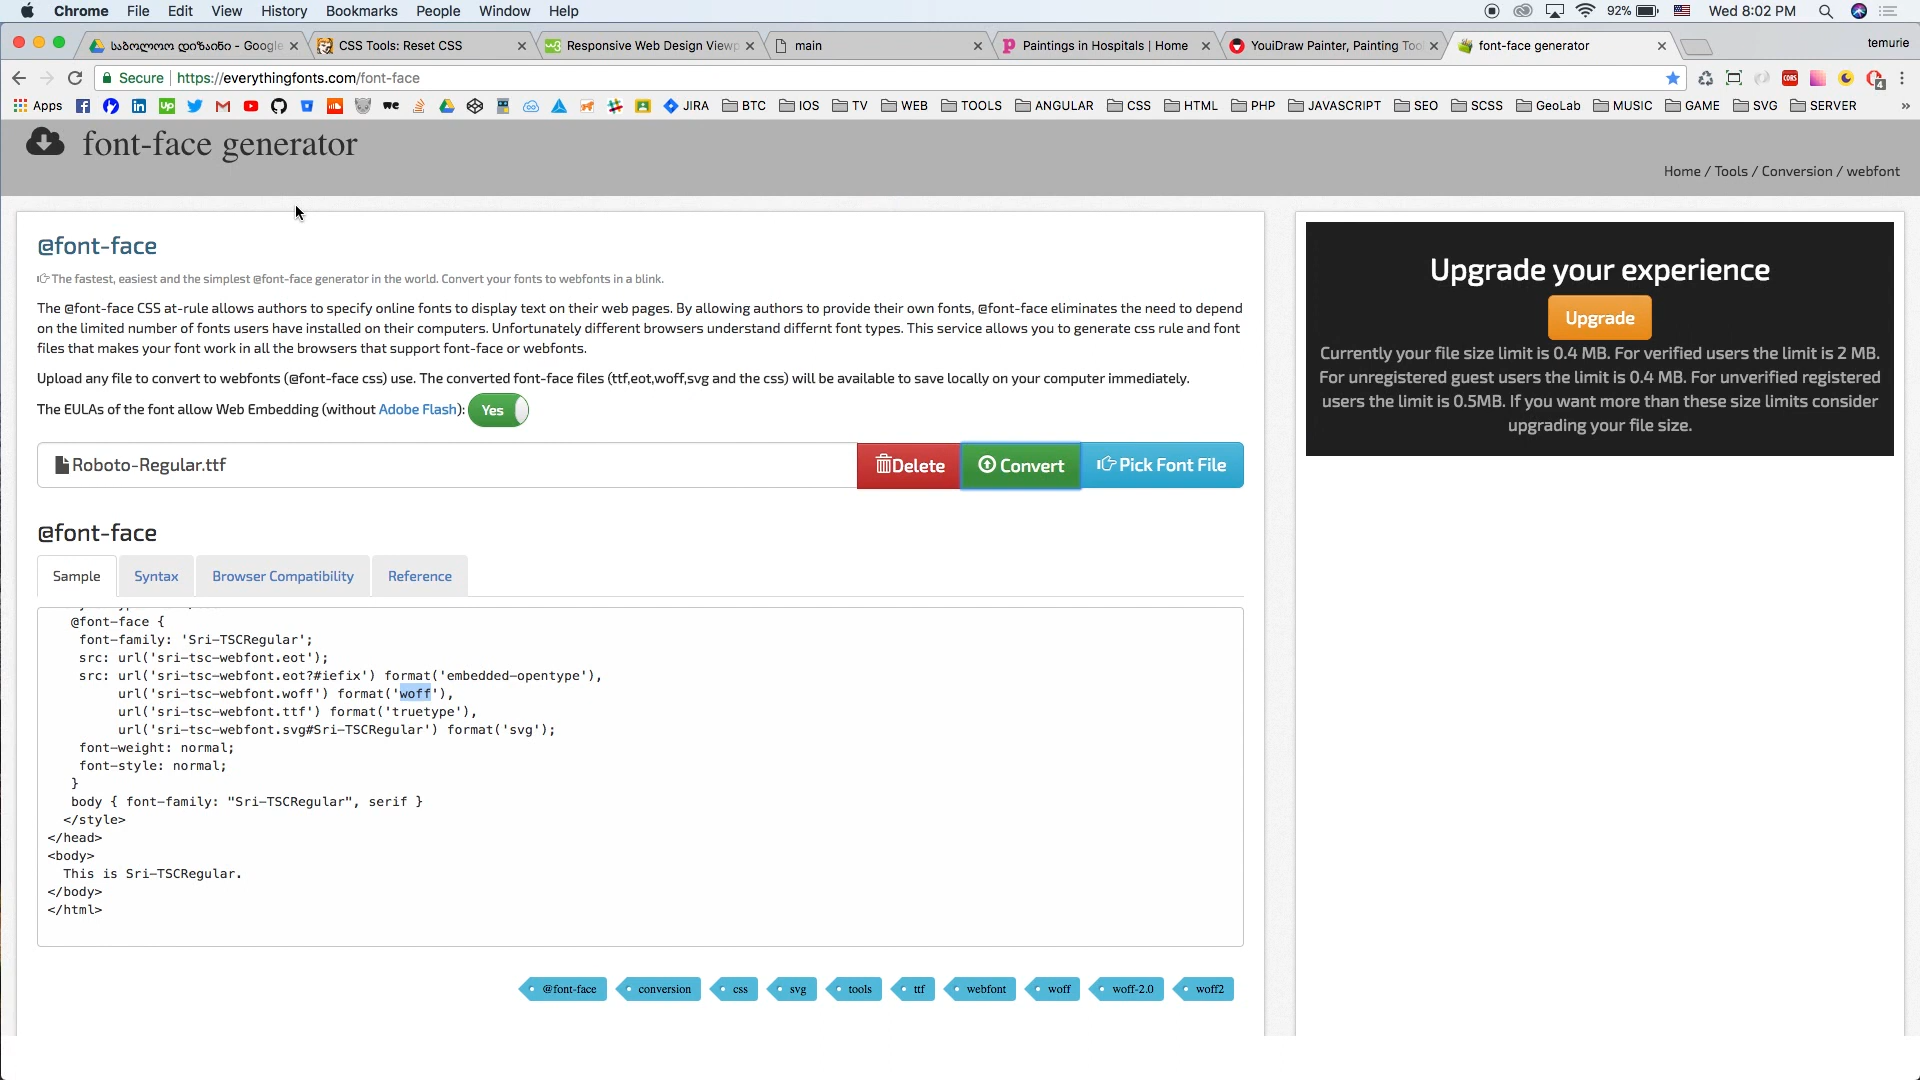 Chrome File Edit View History Bookmarks People Window Help 92% Wed 8:02 PM
საბოლოო დიზაინი - Google CSS Tools: Reset CSS Responsive Web Design Viewp main Paintings in Hospitals | Home YouiDraw Painter, Painting Too font-face generator temurie
Secure https://everythingfonts.com/font-face
Apps JIRA BTC IOS TV WEB TOOLS ANGULAR CSS HTML PHP JAVASCRIPT SEO SCSS GeoLab MUSIC GAME SVG SERVER »
font-face generator
Home / Tools / Conversion / webfont
@font-face
The fastest, easiest and the simplest @font-face generator in the world. Convert your fonts to webfonts in a blink.
The @font-face CSS at-rule allows authors to specify online fonts to display text on their web pages. By allowing authors to provide their own fonts, @font-face eliminates the need to depend
on the limited number of fonts users have installed on their computers. Unfortunately different browsers understand differnt font types. This service allows you to generate css rule and font
files that makes your font work in all the browsers that support font-face or webfonts.
Upload any file to convert to webfonts (@font-face css) use. The converted font-face files (ttf,eot,woff,svg and the css) will be available to save locally on your computer immediately.
The EULAs of the font allow Web Embedding (without Adobe Flash): Yes
Roboto-Regular.ttf Delete Convert Pick Font File
@font-face
Sample Syntax Browser Compatibility Reference
@font-face {
font-family: 'Sri-TSCRegular';
src: url('sri-tsc-webfont.eot');
src: url('sri-tsc-webfont.eot?#iefix') format('embedded-opentype'),
url('sri-tsc-webfont.woff') format('woff'),
url('sri-tsc-webfont.ttf') format('truetype'),
url('sri-tsc-webfont.svg#Sri-TSCRegular') format('svg');
font-weight: normal;
font-style: normal;
}
body { font-family: "Sri-TSCRegular", serif }
</style>
</head>
<body>
This is Sri-TSCRegular.
</body>
</html>
@font-face conversion css svg tools ttf webfont woff woff-2.0 woff2
Upgrade your experience
Upgrade
Currently your file size limit is 0.4 MB. For verified users the limit is 2 MB.
For unregistered guest users the limit is 0.4 MB. For unverified registered
users the limit is 0.5MB. If you want more than these size limits consider
upgrading your file size.